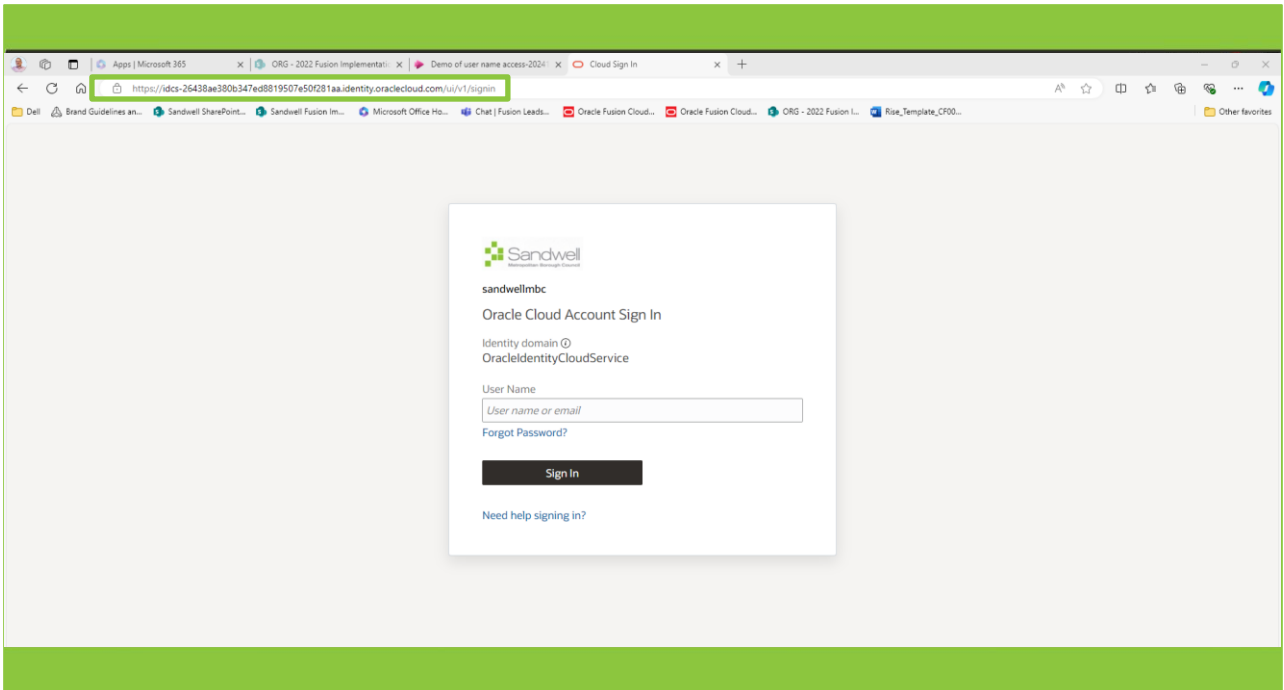 Apps | Microsoft 365
ORG - 2022 Fusion Implementatic
Demo of user name access-2024
Cloud Sign In
https://idcs-26438ae380b347ed8819507e50f281aa.identity.oraclecloud.com/ui/v1/signin
Dell
Brand Guidelines an...
Sandwell SharePoint...
Sandwell Fusion Im...
Microsoft Office Ho...
Chat | Fusion Leads...
Oracle Fusion Cloud...
Oracle Fusion Cloud...
ORG - 2022 Fusion I...
Rise_Template_CF00...
Other favorites
Sandwell
Metropolitan Borough Council
sandwellmbc
Oracle Cloud Account Sign In
Identity domain
OracleIdentityCloudService
User Name
User name or email
Forgot Password?
Sign In
Need help signing in?